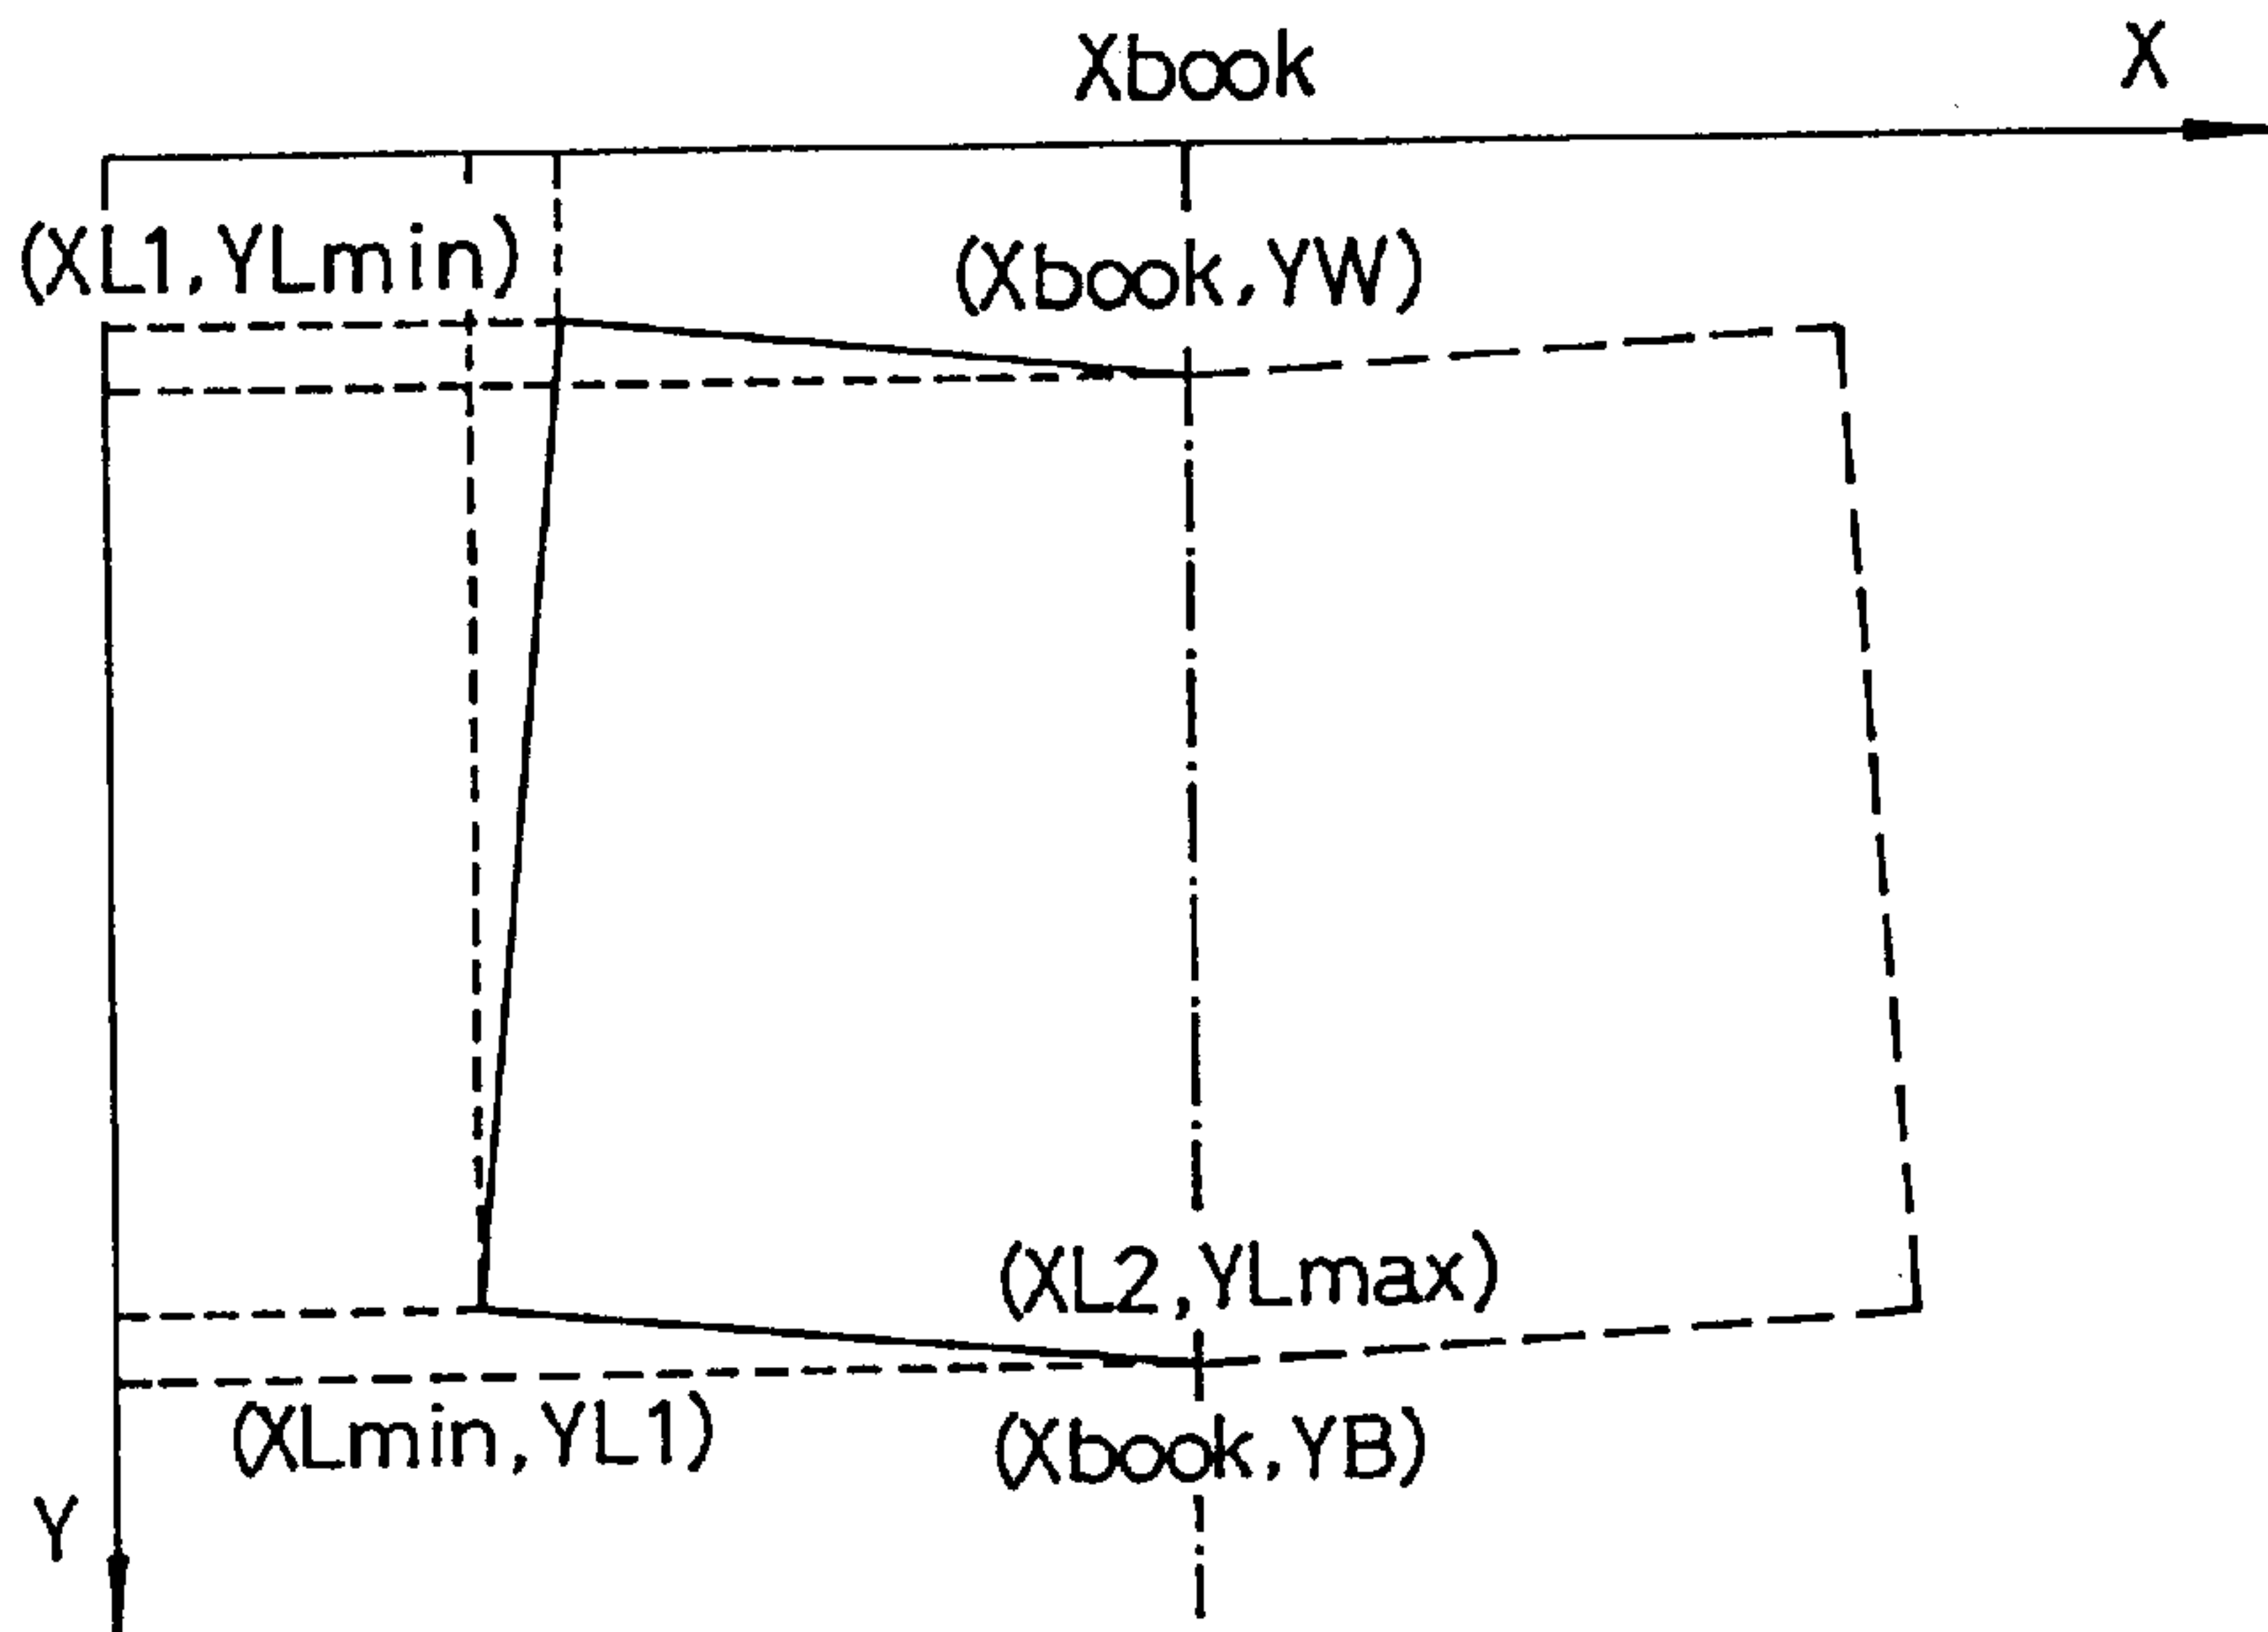 Xbook
X
(XL1,YLmin)
(Xbook,YW)
(XL2,YLmax)
(XLmin,YL1)
(Xbook,YB)
Y